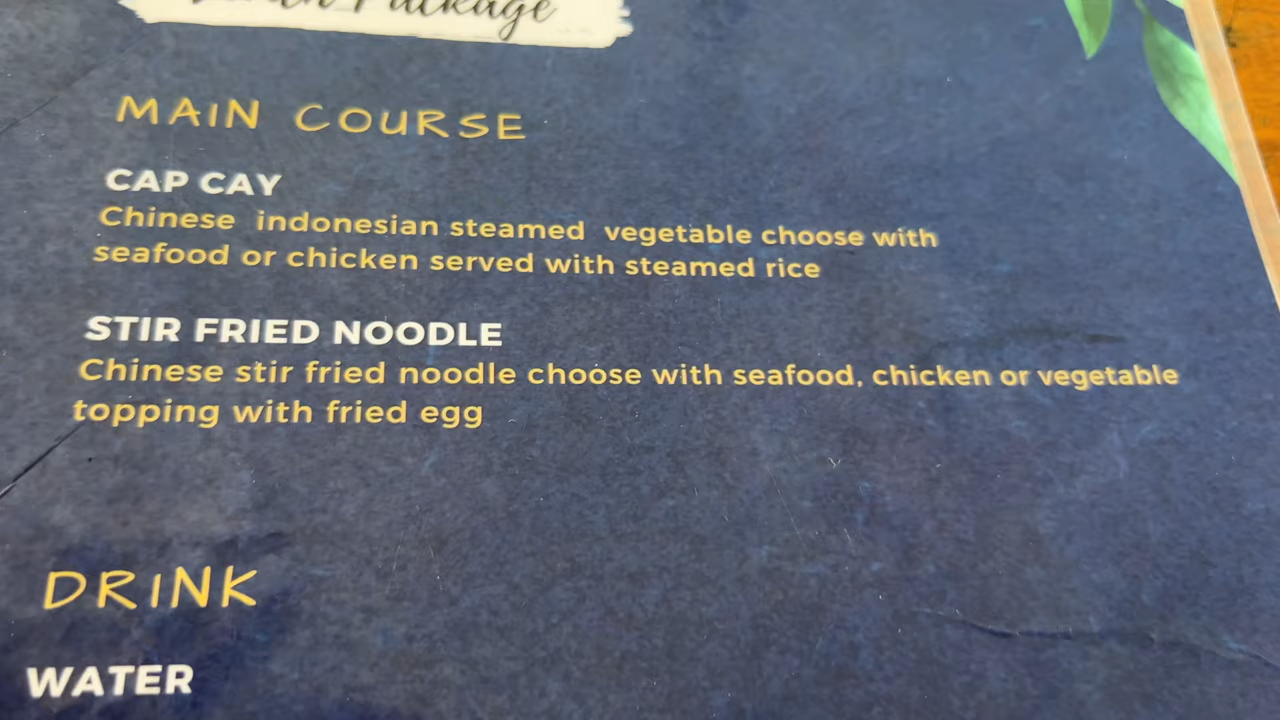 Package
MAIN COURSE
CAP CAY
Chinese indonesian steamed vegetable choose with
seafood or chicken served with steamed rice
STIR FRIED NOODLE
Chinese stir fried noodle choose with seafood, chicken or vegetable
topping with fried egg
DRINK
WATER